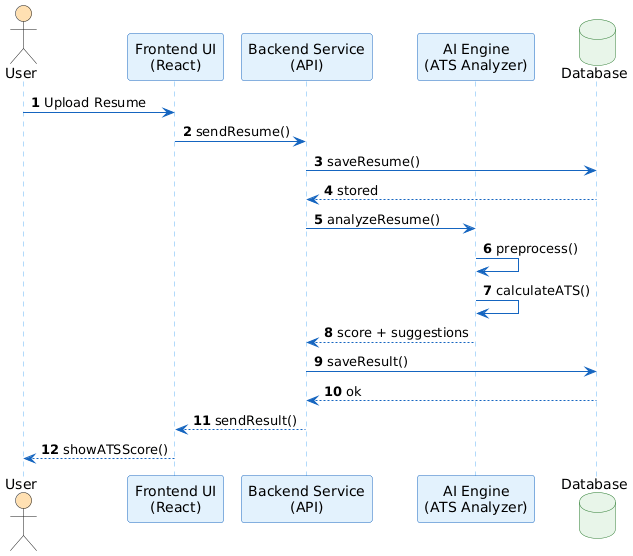 User
Frontend UI
(React)
Backend Service
(API)
AI Engine
(ATS Analyzer)
Database
1 Upload Resume
2 sendResume()
3 saveResume()
4 stored
5 analyzeResume()
6 preprocess()
7 calculateATS()
8 score + suggestions
9 saveResult()
10 ok
11 sendResult()
12 showATSScore()
User
Frontend UI
(React)
Backend Service
(API)
AI Engine
(ATS Analyzer)
Database